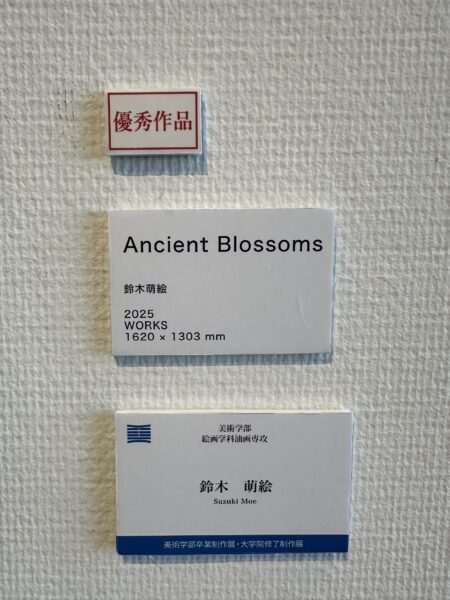 優秀作品
Ancient Blossoms
鈴木萌絵
2025
WORKS
1620 × 1303 mm
美術学部
絵画学科油画専攻
鈴木 萌絵
Suzuki Moe
美術学部卒業制作展・大学院修了制作展